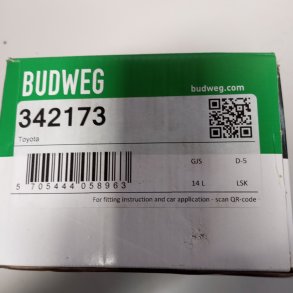 BUDWEG
budweg.com
342173
Toyota
GJS D-5
5 705444 058963
14 L LSK
For fitting instruction and car application - scan QR-code